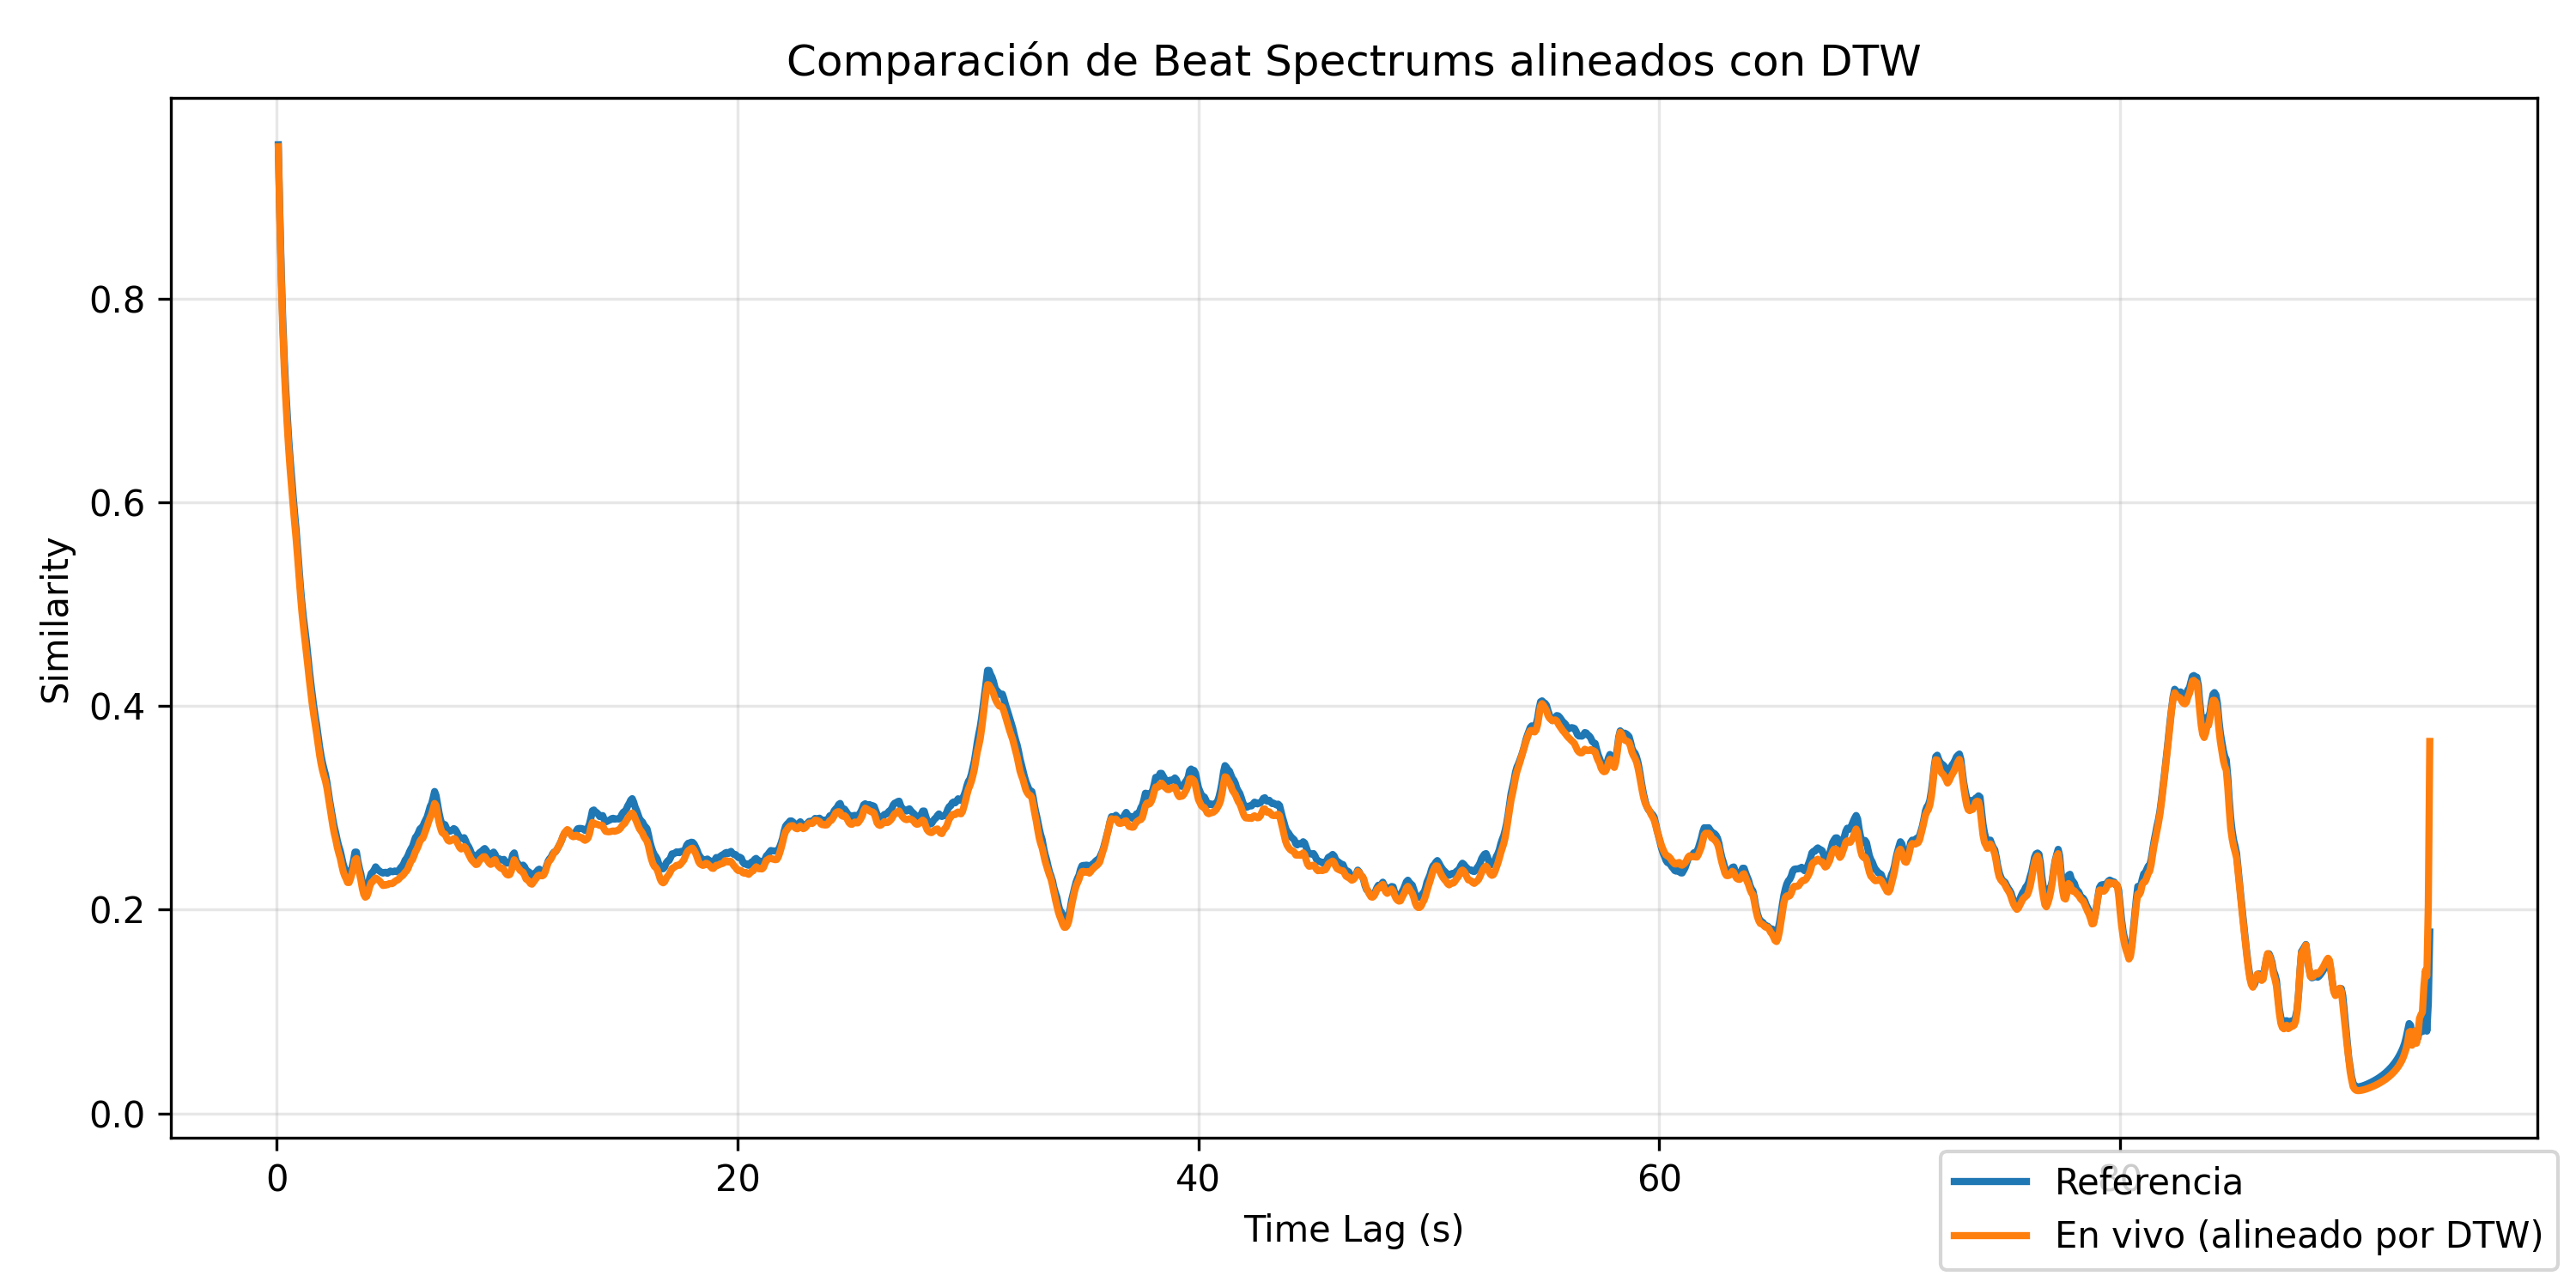 Comparación de Beat Spectrums alineados con DTW
Similarity
0.8
0.6
0.4
0.2
0.0
0 20 40 60 80
Time Lag (s)
Referencia
En vivo (alineado por DTW)